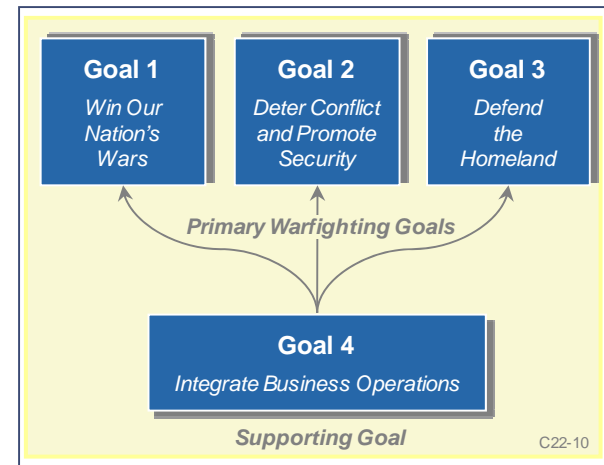 Goal 1
Win Our
Nation's
Wars
Goal 2
Deter Conflict
and Promote
Security
Goal 3
Defend
the
Homeland
Primary Warfighting Goals
Goal 4
Integrate Business Operations
Supporting Goal
C22-10